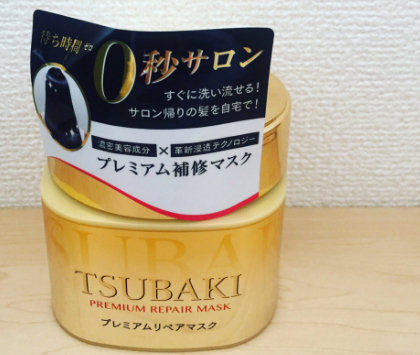 待ち時間ゼロ
0秒サロン
すぐに洗い流せる！
サロン帰りの髪を自宅で！
濃密美容成分×革新浸透テクノロジー
プレミアム補修マスク
TSUBAKI
TSUBAKI
PREMIUM REPAIR MASK
プレミアムリペアマスク